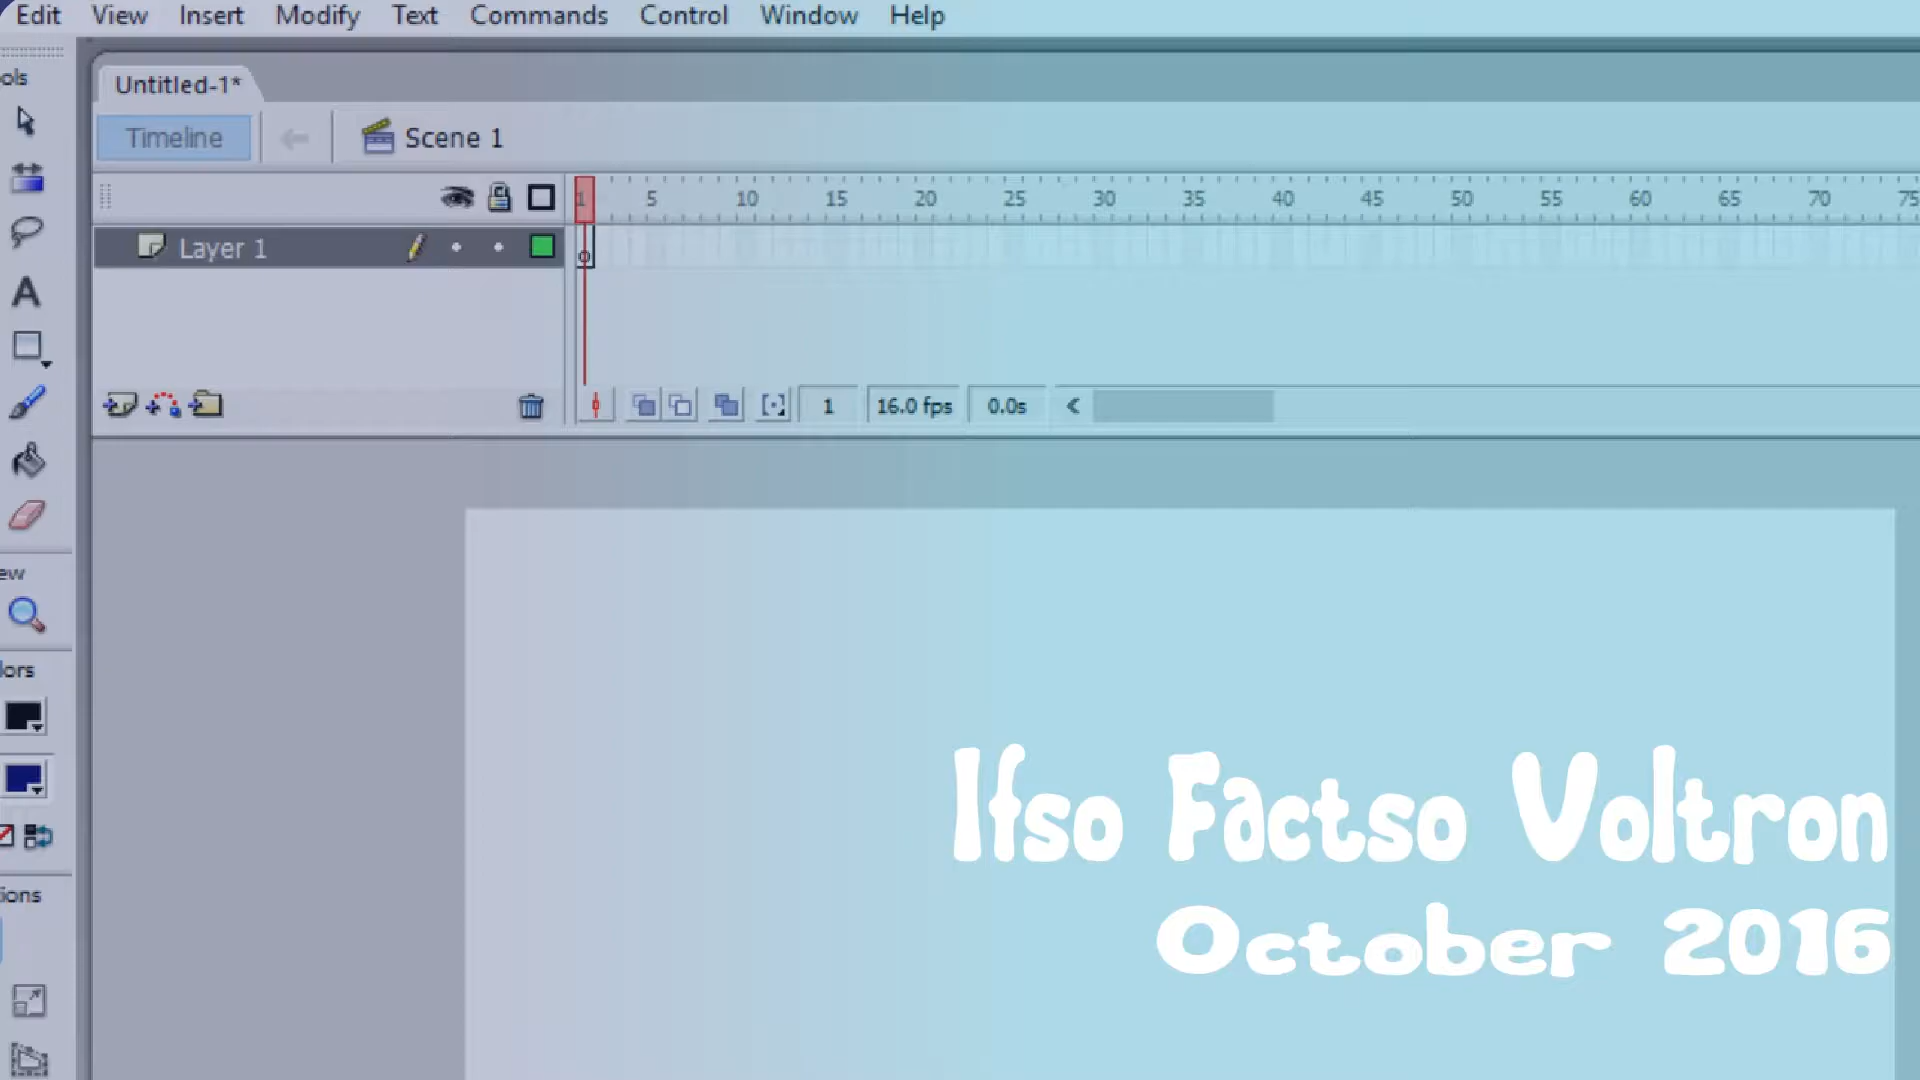 Edit View Insert Modify Text Commands Control Window Help
ols
Untitled-1*
Timeline
Scene 1
1 5 10 15 20 25 30 35 40 45 50 55 60 65 70 75
Layer 1
A
1 16.0 fps 0.0s
ew
lors
ions
Ifso Factso Voltron
October 2016